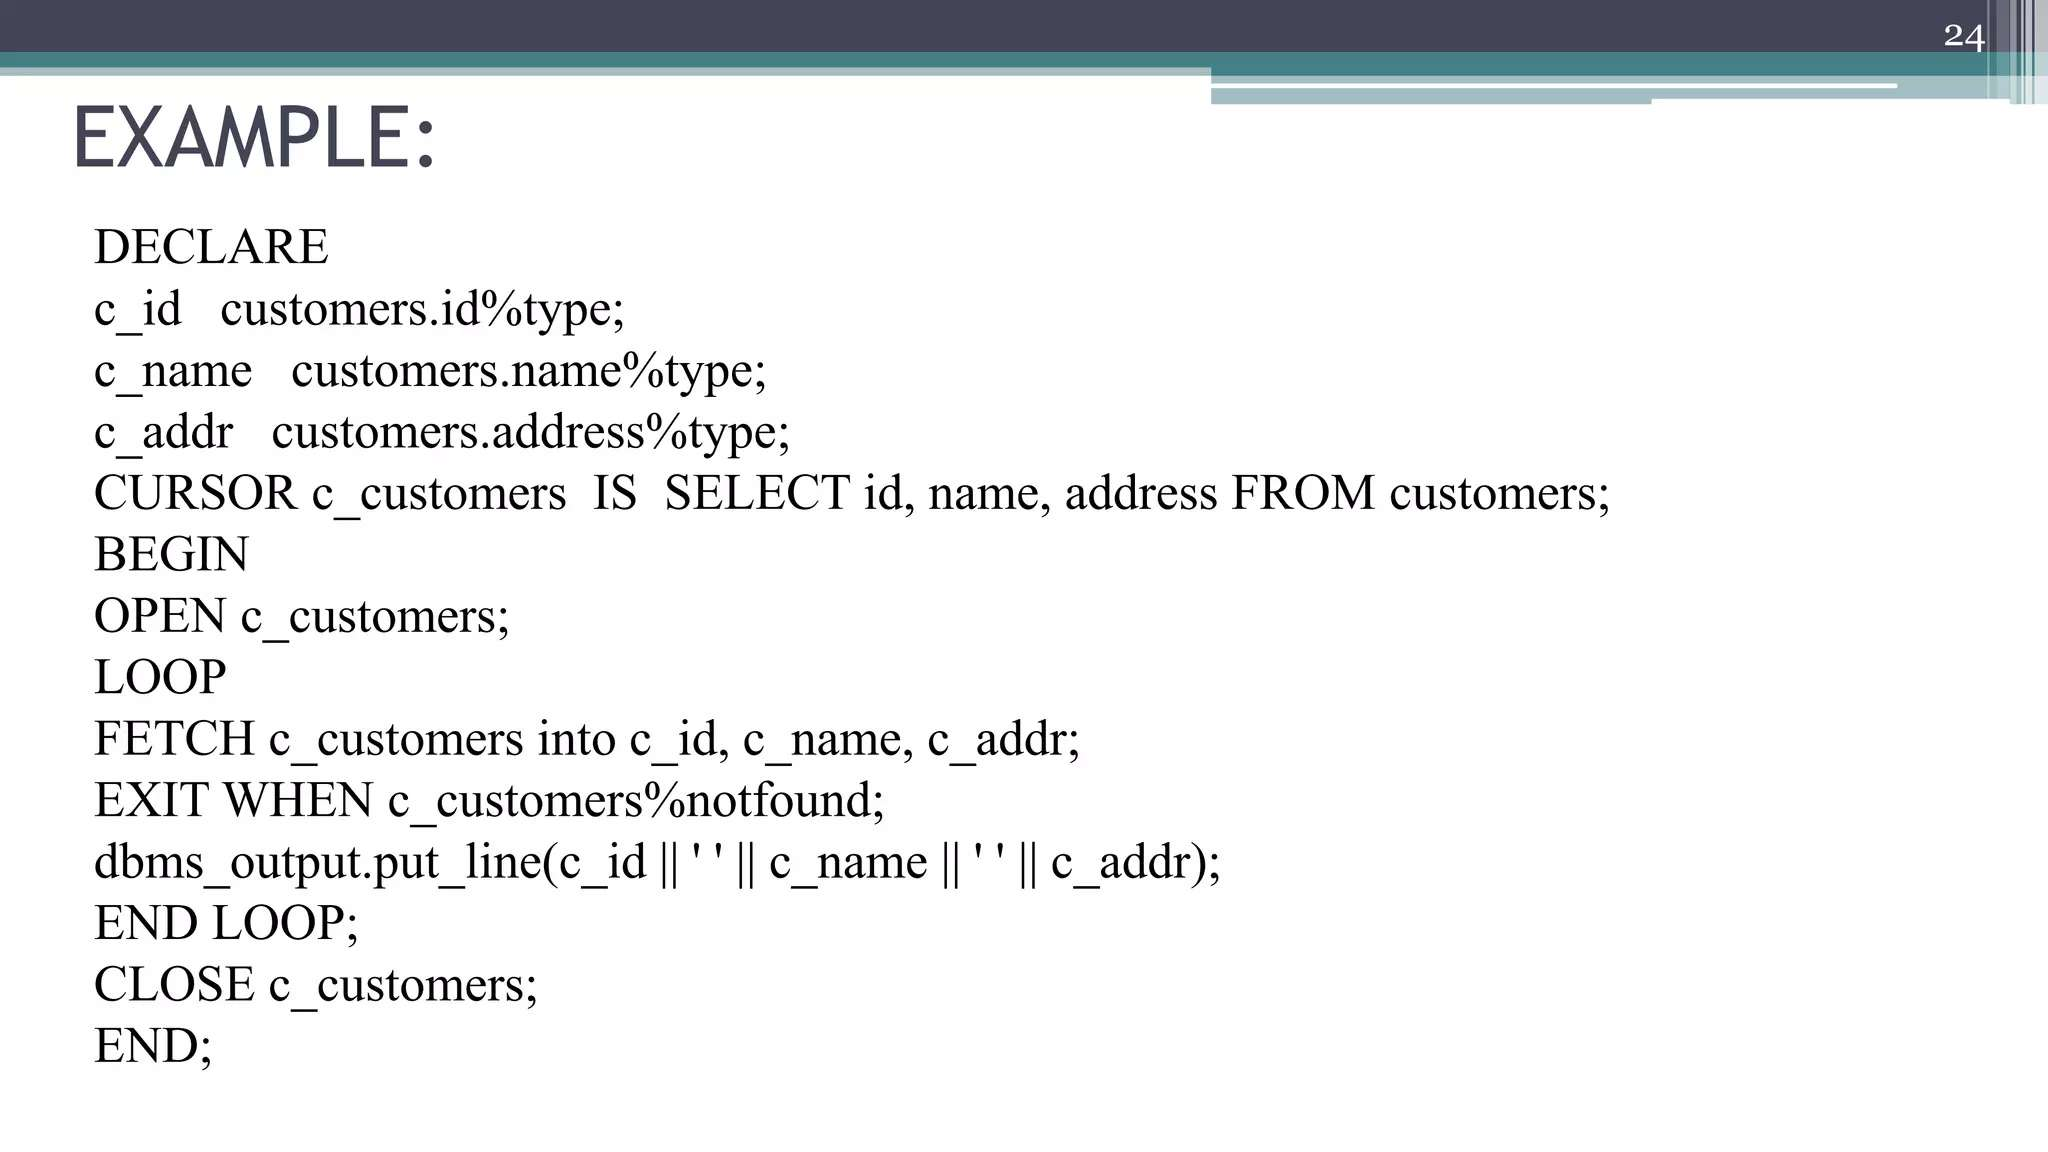 24
EXAMPLE:
DECLARE
c_id   customers.id%type;
c_name   customers.name%type;
c_addr   customers.address%type;
CURSOR c_customers  IS  SELECT id, name, address FROM customers;
BEGIN
OPEN c_customers;
LOOP
FETCH c_customers into c_id, c_name, c_addr;
EXIT WHEN c_customers%notfound;
dbms_output.put_line(c_id || ' ' || c_name || ' ' || c_addr);
END LOOP;
CLOSE c_customers;
END;